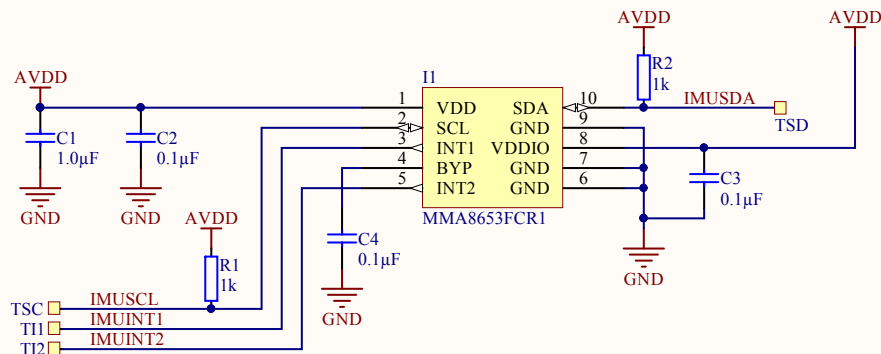 AVDD
AVDD
R2
1k
AVDD
I1
1
VDD
SDA
10
IMUSDA
TSD
2
SCL
GND
9
3
INT1
VDDIO
8
4
BYP
GND
7
5
INT2
GND
6
MMA8653FCR1
C1
1.0µF
C2
0.1µF
C3
0.1µF
GND
GND
AVDD
C4
0.1µF
GND
R1
1k
GND
TSC
IMUSCL
TI1
IMUINT1
TI2
IMUINT2